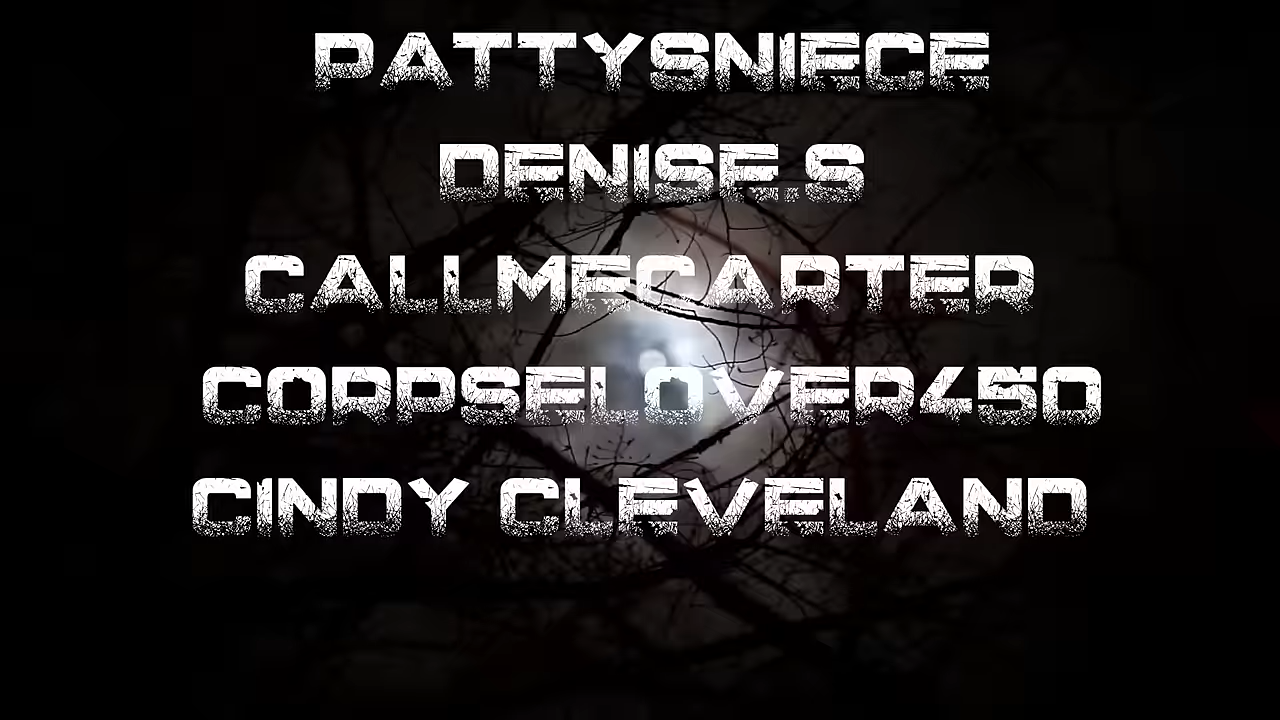 PATTYSNIECE
DENISE.S
CALLMECARTER
CORPSELOVER450
CINDY CLEVELAND